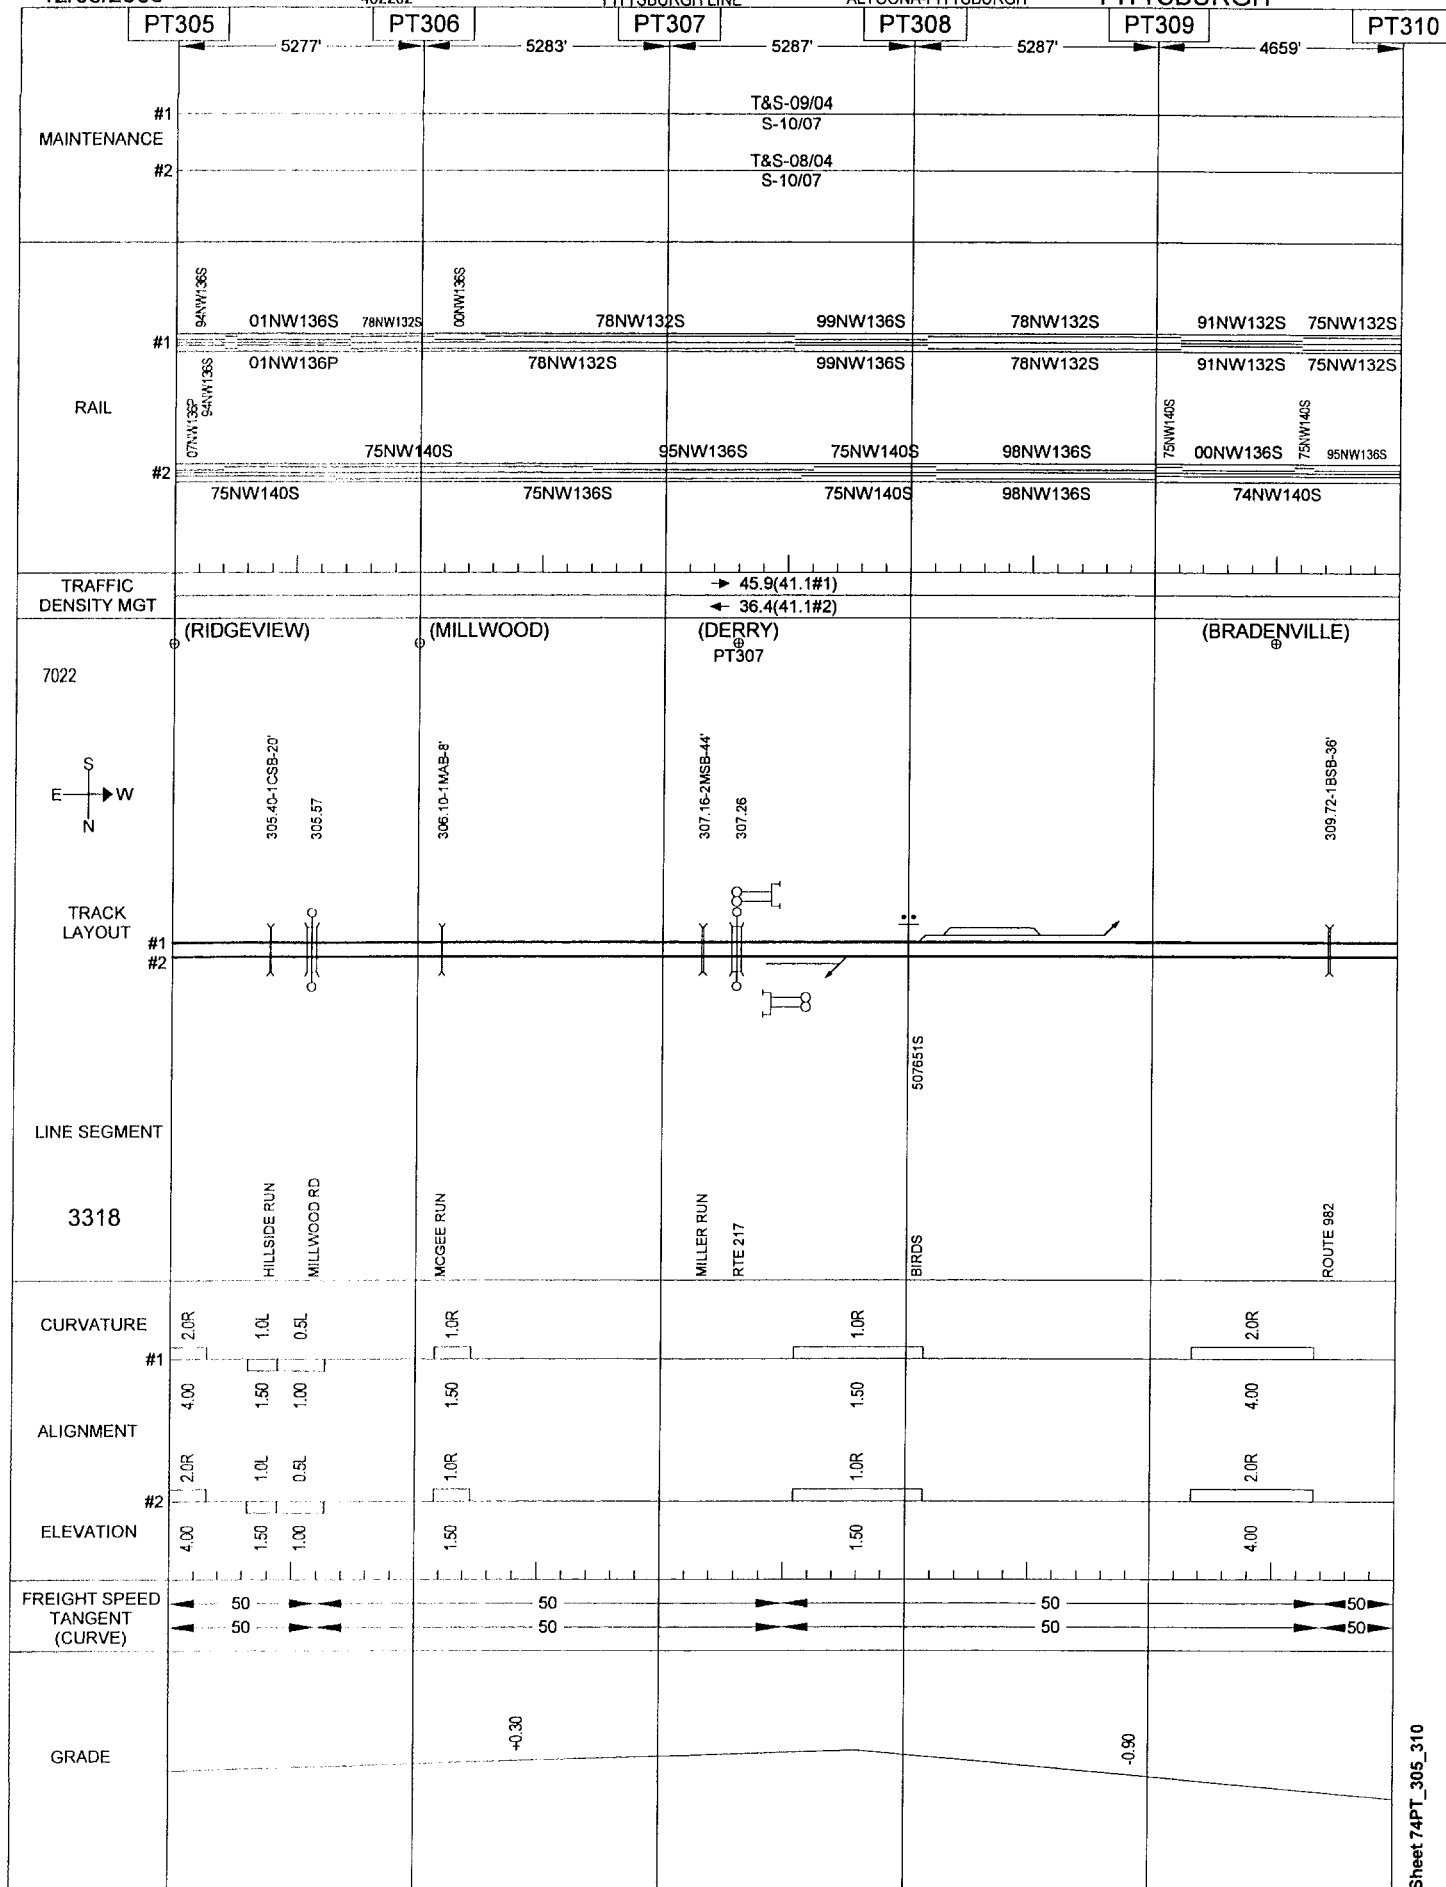 PITTSBURGH LINE
ALTOONA-PITTSBURGH
PITTSBURGH
PT305 PT306 PT307 PT308 PT309 PT310
5277' 5283' 5287' 5287' 4659'
MAINTENANCE
#1 T&S-09/04
S-10/07
#2 T&S-08/04
S-10/07
RAIL
94NW136S 01NW136S 78NW132S 00NW136S 78NW132S 99NW136S 78NW132S 91NW132S 75NW132S
#1
94NW136S 01NW136P 78NW132S 99NW136S 78NW132S 91NW132S 75NW132S
07NW136P 75NW140S 95NW136S 75NW140S 98NW136S 75NW140S 00NW136S 75NW140S 95NW136S
#2
75NW140S 75NW136S 75NW140S 98NW136S 74NW140S
TRAFFIC
DENSITY MGT
→ 45.9(41.1#1)
← 36.4(41.1#2)
(RIDGEVIEW) (MILLWOOD) (DERRY) (BRADENVILLE)
PT307
7022
S
E W
N
305.40-1CSB-20'
305.57
306.10-1MAB-8'
307.16-2MSB-44'
307.26
309.72-1BSB-36'
TRACK
LAYOUT
#1
#2
507651S
LINE SEGMENT
3318
HILLSIDE RUN
MILLWOOD RD
MCGEE RUN
MILLER RUN
RTE 217
BIRDS
ROUTE 982
CURVATURE
2.0R 1.0L 0.5L 1.0R 1.0R 2.0R
#1
4.00 1.50 1.00 1.50 1.50 4.00
ALIGNMENT
2.0R 1.0L 0.5L 1.0R 1.0R 2.0R
#2
ELEVATION
4.00 1.50 1.00 1.50 1.50 4.00
FREIGHT SPEED
TANGENT
(CURVE)
50 50 50 50
50 50 50 50
GRADE
+0.30
-0.90
Sheet 74PT_305_310